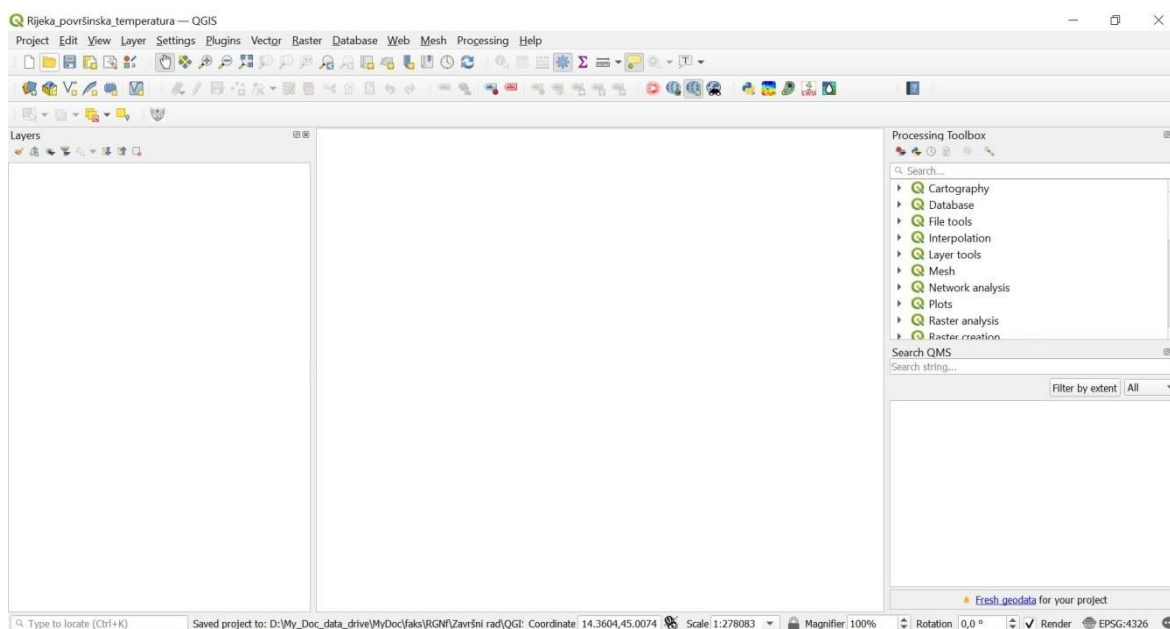 Rijeka_površinska_temperatura — QGIS
Project Edit View Layer Settings Plugins Vector Raster Database Web Mesh Processing Help
Layers
Processing Toolbox
Search...
Cartography
Database
File tools
Interpolation
Layer tools
Mesh
Network analysis
Plots
Raster analysis
Raster creation
Search QMS
Search string...
Filter by extent All
Fresh geodata for your project
Type to locate (Ctrl+K) Saved project to: D:\My_Doc_data_drive\MyDoc\faks\RGNf\Završni rad\QGI: Coordinate 14.3604,45.0074 Scale 1:278083 Magnifier 100% Rotation 0,0 ° Render EPSG:4326